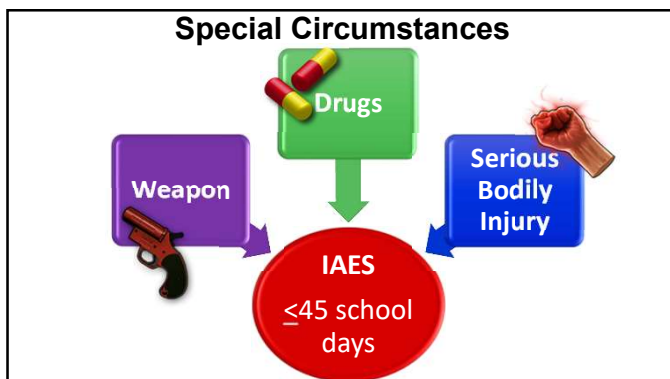 Special Circumstances
Drugs
Weapon
Serious
Bodily
Injury
IAES
≤45 school
days